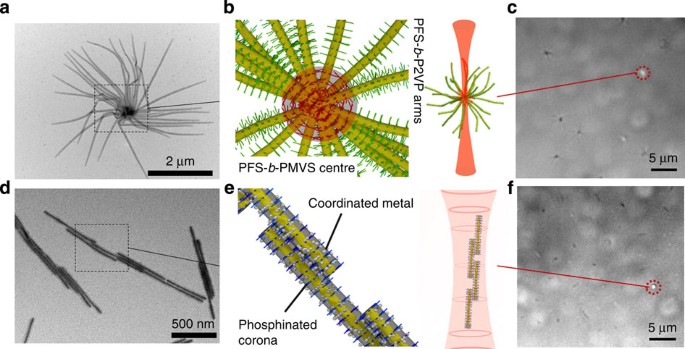 a
b
c
PFS-b-P2VP arms
PFS-b-PMVS centre
2 μm
5 μm
d
e
f
Coordinated metal
Phosphinated
corona
500 nm
5 μm